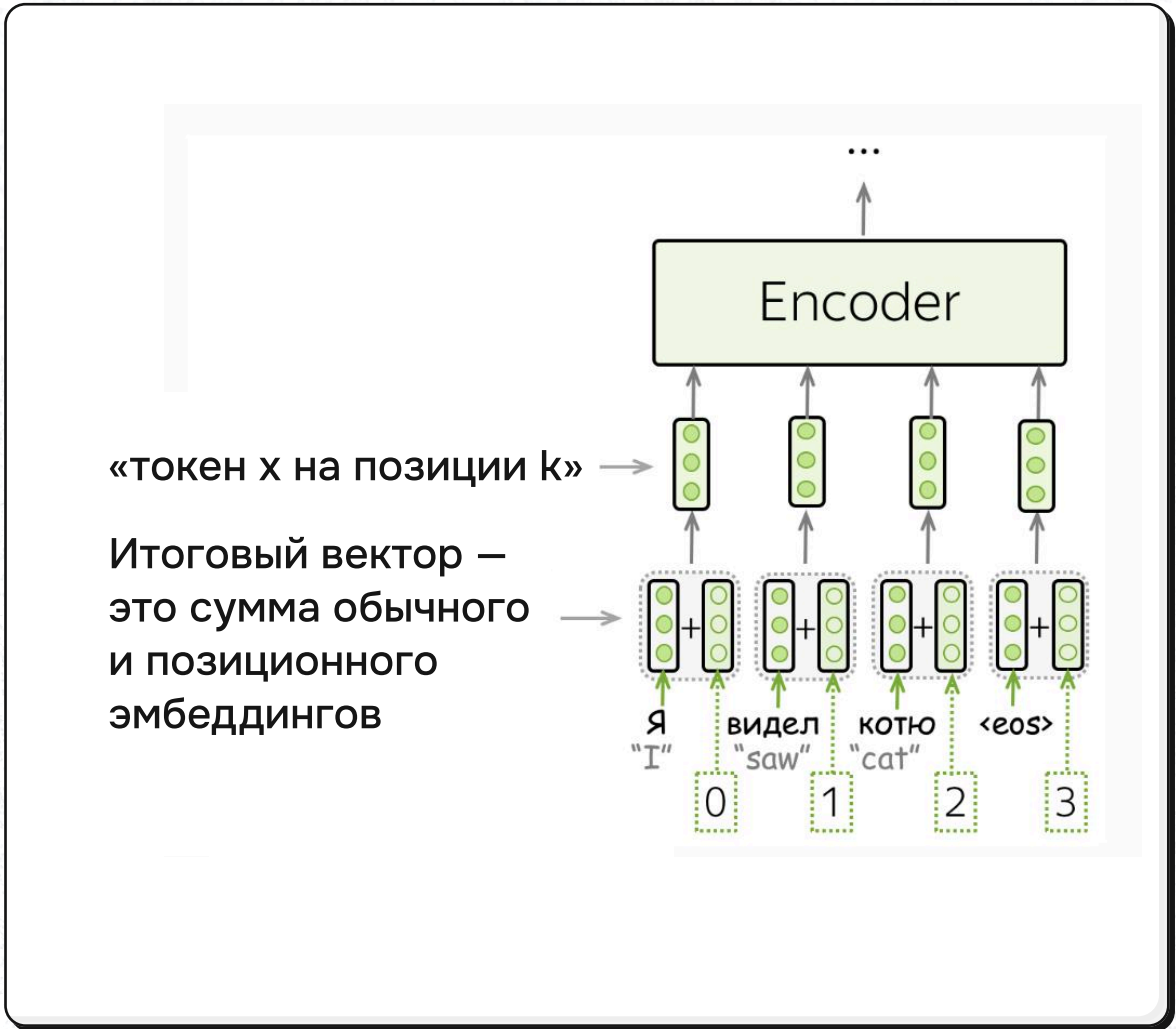 ...
Encoder
«токен x на позиции k»
Итоговый вектор —
это сумма обычного
и позиционного
эмбеддингов
+ + + +
я видел котю <eos>
"I" "saw" "cat"
0 1 2 3